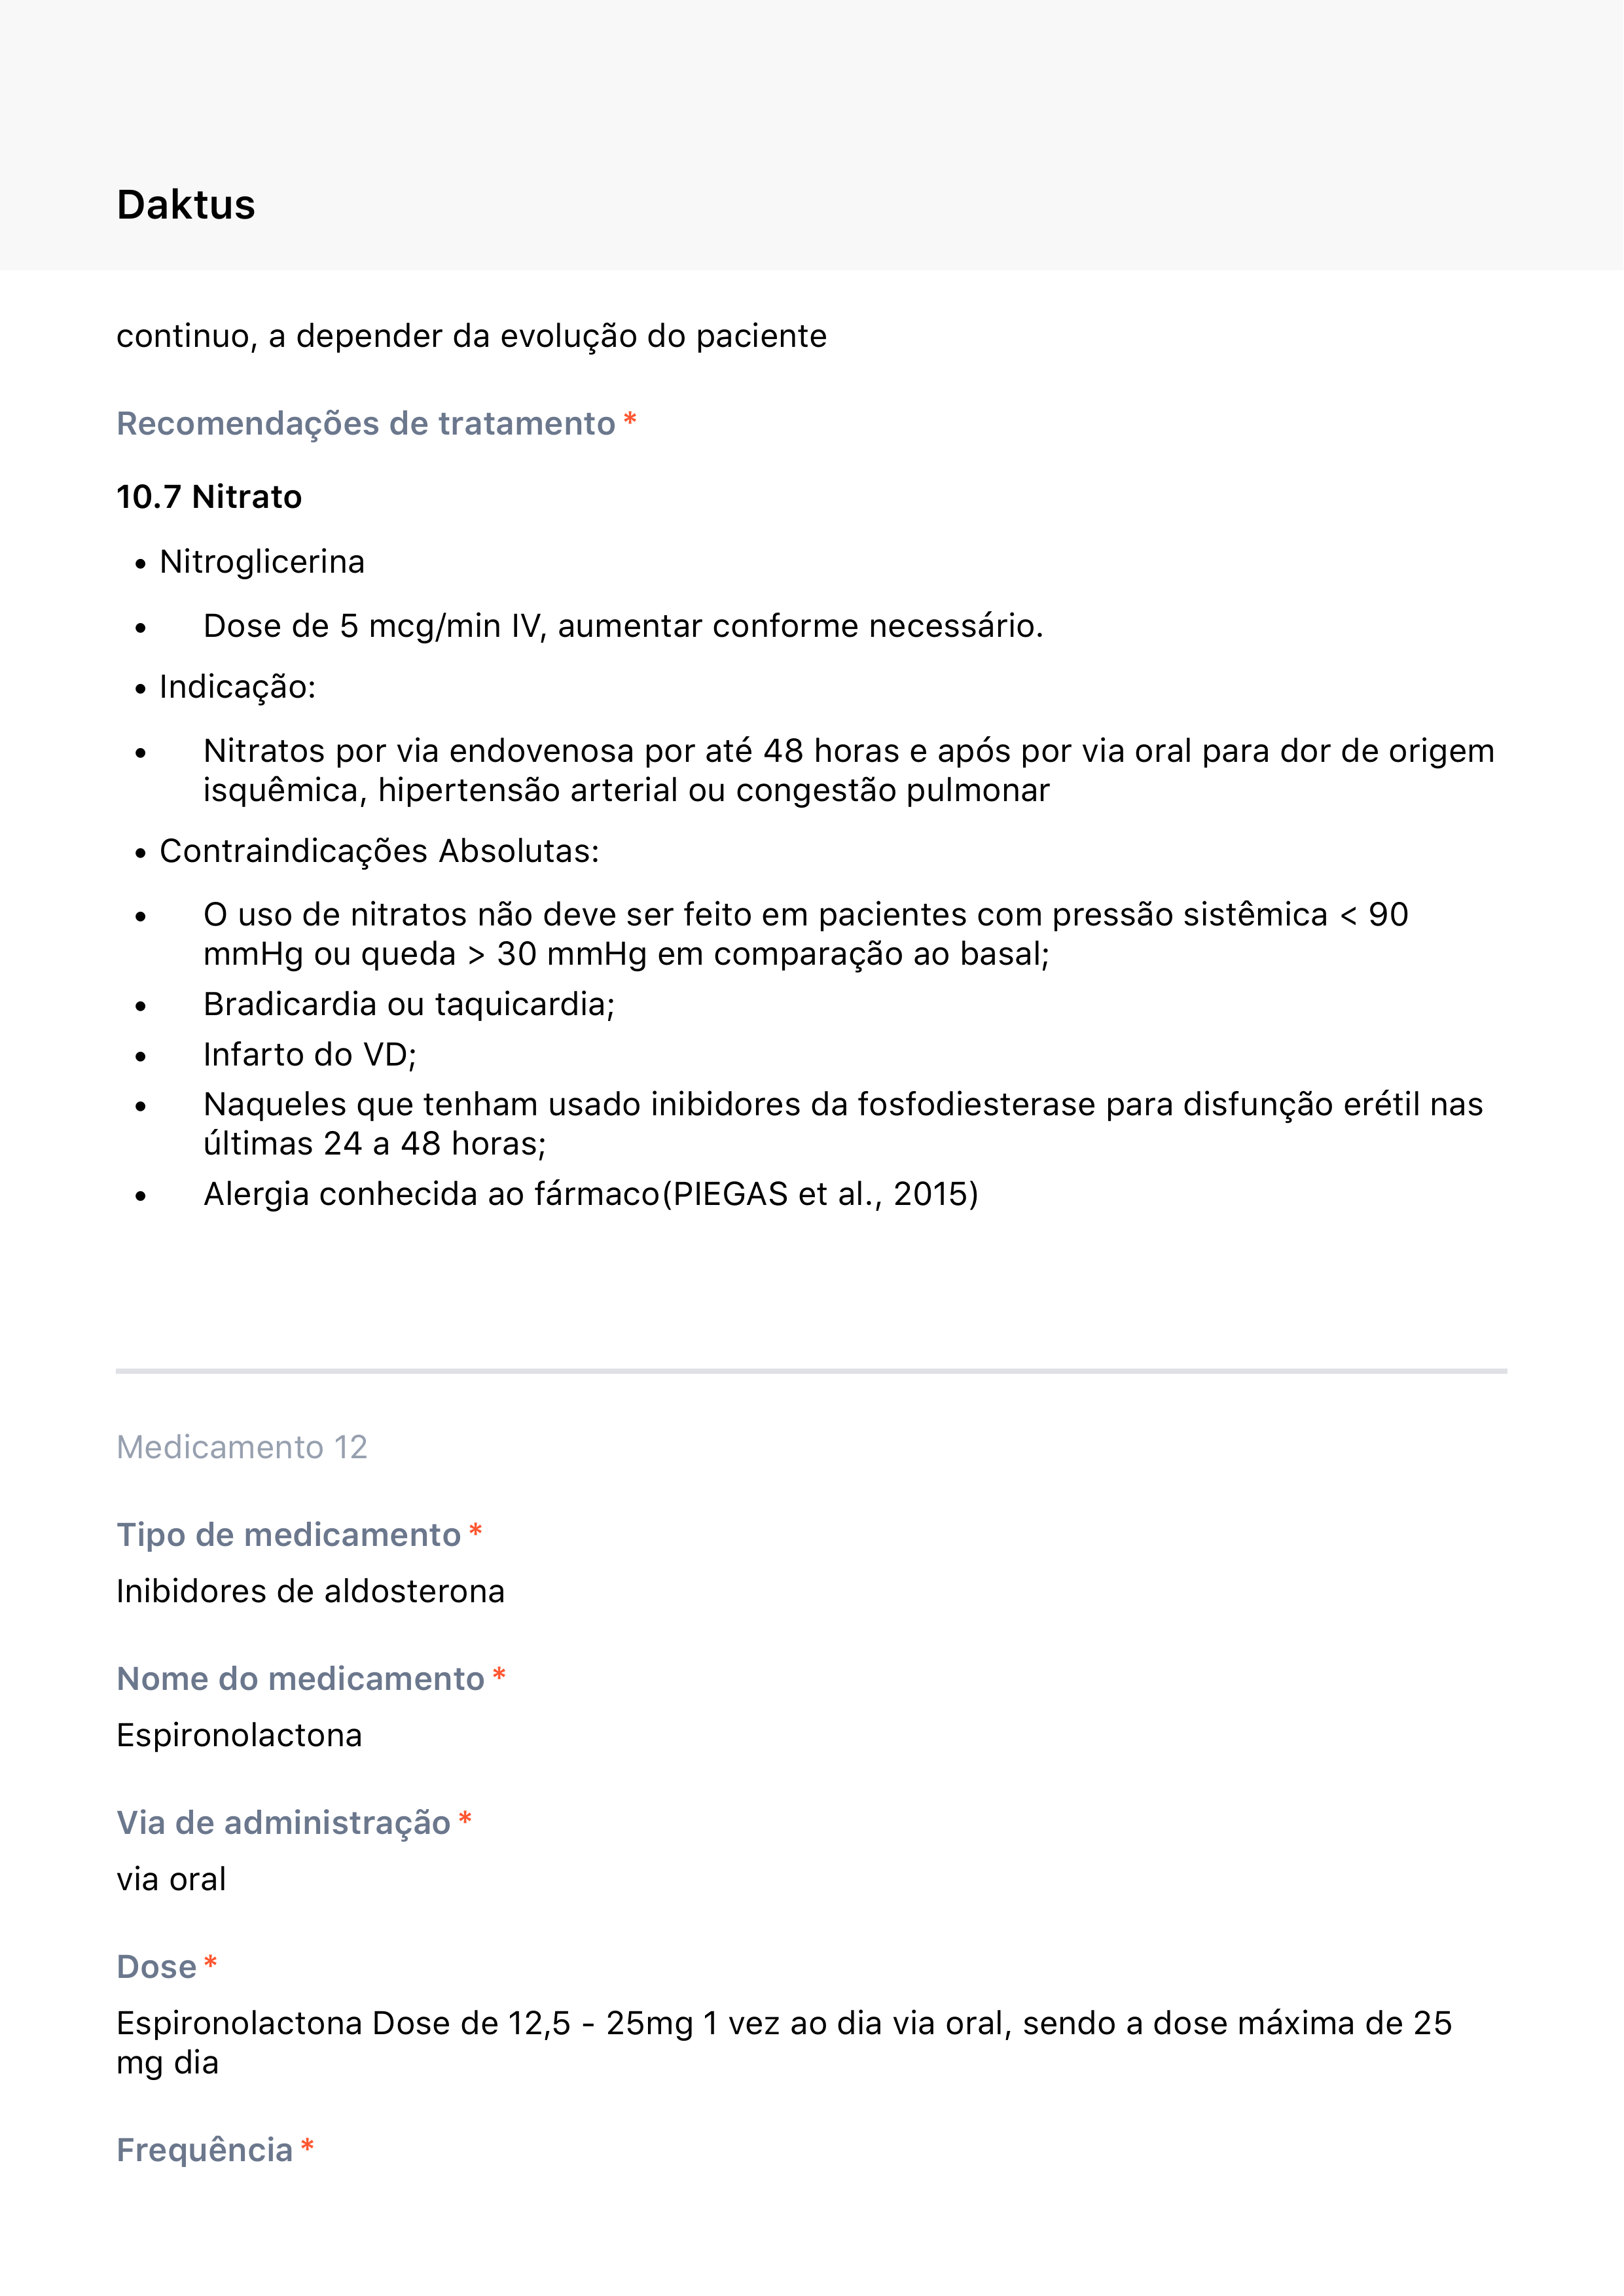 Daktus
continuo, a depender da evolução do paciente
Recomendações de tratamento *
10.7 Nitrato
• Nitroglicerina
• Dose de 5 mcg/min IV, aumentar conforme necessário.
• Indicação:
• Nitratos por via endovenosa por até 48 horas e após por via oral para dor de origem
isquêmica, hipertensão arterial ou congestão pulmonar
• Contraindicações Absolutas:
• O uso de nitratos não deve ser feito em pacientes com pressão sistêmica < 90
mmHg ou queda > 30 mmHg em comparação ao basal;
• Bradicardia ou taquicardia;
• Infarto do VD;
• Naqueles que tenham usado inibidores da fosfodiesterase para disfunção erétil nas
últimas 24 a 48 horas;
• Alergia conhecida ao fármaco(PIEGAS et al., 2015)
Medicamento 12
Tipo de medicamento *
Inibidores de aldosterona
Nome do medicamento *
Espironolactona
Via de administração *
via oral
Dose *
Espironolactona Dose de 12,5 - 25mg 1 vez ao dia via oral, sendo a dose máxima de 25
mg dia
Frequência *